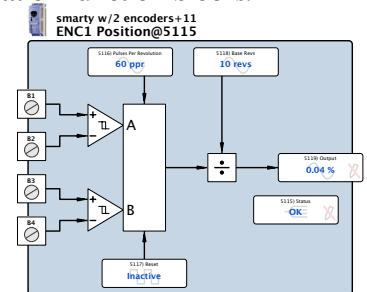 smarty w/2 encoders+11
ENC1 Position@5115
5116) Pulses Per Revolution
60 ppr
5118) Base Revs
10 revs
B1
B2
B3
B4
+
−
+
−
A
B
÷
5119) Output
0.04 %
5115) Status
OK
5117) Reset
Inactive